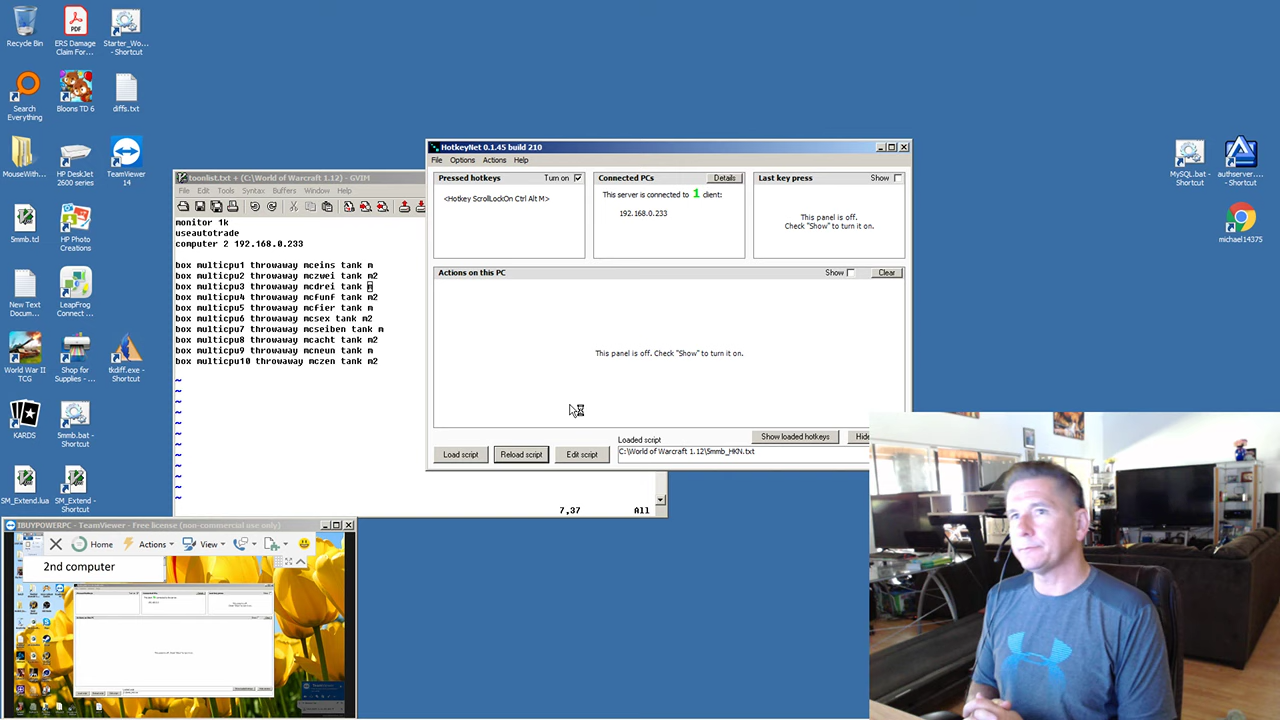 Recycle Bin
ERS Damage
Claim For...
Starter_Wo...
- Shortcut
Search
Everything
Bloons TD 6
diffs.txt
MouseWith...
HP DeskJet
2600 series
TeamViewer
14
5mmb.td
HP Photo
Creations
New Text
Docum...
LeapFrog
Connect ...
World War II
TCG
Shop for
Supplies - ...
tkdiff.exe -
Shortcut
KARDS
5mmb.bat -
Shortcut
SM_Extend.lua
SM_Extend -
Shortcut
MySQL.bat -
Shortcut
authserver...
- Shortcut
michael14375
toonlist.txt + (C:\World of Warcraft 1.12) - GVIM
File Edit Tools Syntax Buffers Window Help
monitor 1k
useautotrade
computer 2 192.168.0.233
box multicpu1 throwaway mceins tank m
box multicpu2 throwaway mczwei tank m2
box multicpu3 throwaway mcdrei tank m
box multicpu4 throwaway mcfunf tank m2
box multicpu5 throwaway mcfier tank m
box multicpu6 throwaway mcsex tank m2
box multicpu7 throwaway mcseiben tank m
box multicpu8 throwaway mcacht tank m2
box multicpu9 throwaway mcneun tank m
box multicpu10 throwaway mczen tank m2
~
~
~
~
~
~
~
~
~
~
~
~
7,37 All
HotkeyNet 0.1.45 build 210
File Options Actions Help
Pressed hotkeys Turn on
<Hotkey ScrollLockOn Ctrl Alt M>
Connected PCs Details
This server is connected to 1 client:
192.168.0.233
Last key press Show
This panel is off.
Check "Show" to turn it on.
Actions on this PC Show Clear
This panel is off. Check "Show" to turn it on.
Load script Reload script Edit script
Loaded script
Show loaded hotkeys
C:\World of Warcraft 1.12\5mmb_HKN.txt
IBUYPOWERPC - TeamViewer - Free license (non-commercial use only)
Home Actions View
2nd computer